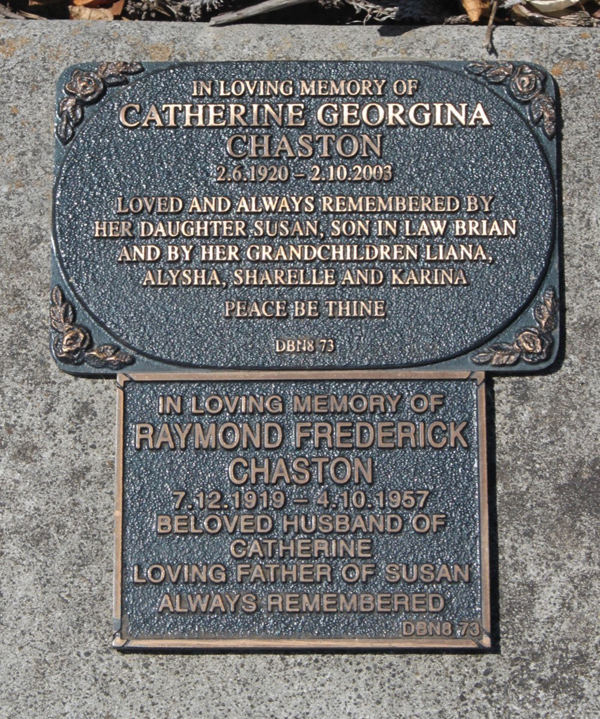 IN LOVING MEMORY OF
CATHERINE GEORGINA
CHASTON
2.6.1920 – 2.10.2003
LOVED AND ALWAYS REMEMBERED BY
HER DAUGHTER SUSAN, SON IN LAW BRIAN
AND BY HER GRANDCHILDREN LIANA,
ALYSHA, SHARELLE AND KARINA
PEACE BE THINE
DBN8 73
IN LOVING MEMORY OF
RAYMOND FREDERICK
CHASTON
7.12.1919 – 4.10.1957
BELOVED HUSBAND OF
CATHERINE
LOVING FATHER OF SUSAN
ALWAYS REMEMBERED
DBN8 73